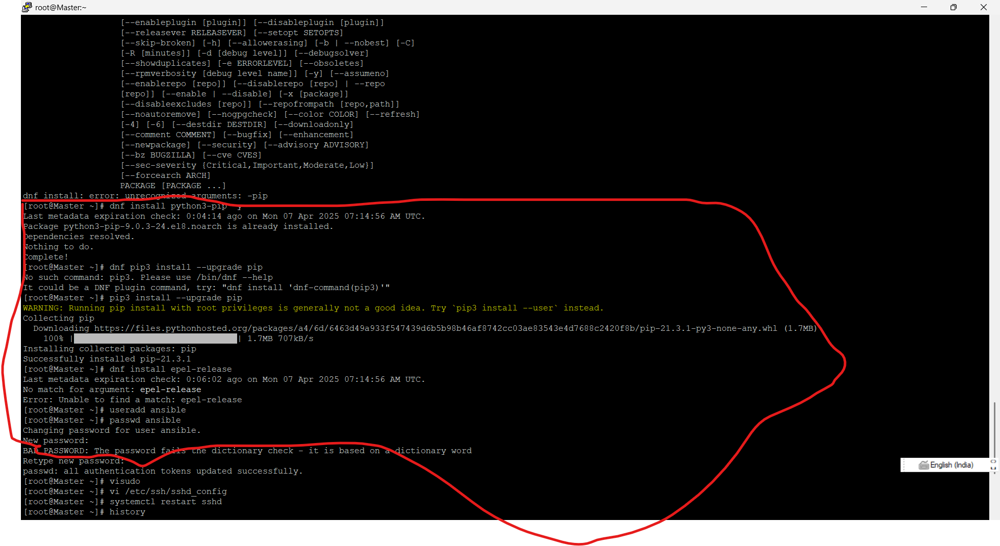 root@Master:~
[--enableplugin [plugin]] [--disableplugin [plugin]]
[--releasever RELEASEVER] [--setopt SETOPTS]
[--skip-broken] [-h] [--allowerasing] [-b | --nobest] [-C]
[-R [minutes]] [-d [debug level]] [--debugsolver]
[--showduplicates] [-e ERRORLEVEL] [--obsoletes]
[--rpmverbosity [debug level name]] [-y] [--assumeno]
[--enablerepo [repo]] [--disablerepo [repo] | --repo
[repo]] [--enable | --disable] [-x [package]]
[--disableexcludes [repo]] [--repofrompath [repo,path]]
[--noautoremove] [--nogpgcheck] [--color COLOR] [--refresh]
[-4] [-6] [--destdir DESTDIR] [--downloadonly]
[--comment COMMENT] [--bugfix] [--enhancement]
[--newpackage] [--security] [--advisory ADVISORY]
[--bz BUGZILLA] [--cve CVES]
[--sec-severity {Critical,Important,Moderate,Low}]
[--forcearch ARCH]
PACKAGE [PACKAGE ...]
dnf install: error: unrecognized arguments: -pip
[root@Master ~]# dnf install python3-pip -y
Last metadata expiration check: 0:04:14 ago on Mon 07 Apr 2025 07:14:56 AM UTC.
Package python3-pip-9.0.3-24.el8.noarch is already installed.
Dependencies resolved.
Nothing to do.
Complete!
[root@Master ~]# dnf pip3 install --upgrade pip
No such command: pip3. Please use /bin/dnf --help
It could be a DNF plugin command, try: "dnf install 'dnf-command(pip3)'"
[root@Master ~]# pip3 install --upgrade pip
WARNING: Running pip install with root privileges is generally not a good idea. Try `pip3 install --user` instead.
Collecting pip
Downloading https://files.pythonhosted.org/packages/a4/6d/6463d49a933f547439d6b5b98b46af8742cc03ae83543e4d7688c2420f8b/pip-21.3.1-py3-none-any.whl (1.7MB)
100% | | 1.7MB 707kB/s
Installing collected packages: pip
Successfully installed pip-21.3.1
[root@Master ~]# dnf install epel-release
Last metadata expiration check: 0:06:02 ago on Mon 07 Apr 2025 07:14:56 AM UTC.
No match for argument: epel-release
Error: Unable to find a match: epel-release
[root@Master ~]# useradd ansible
[root@Master ~]# passwd ansible
Changing password for user ansible.
New password:
BAD PASSWORD: The password fails the dictionary check - it is based on a dictionary word
Retype new password:
passwd: all authentication tokens updated successfully.
[root@Master ~]# visudo
[root@Master ~]# vi /etc/ssh/sshd_config
[root@Master ~]# systemctl restart sshd
[root@Master ~]# history
English (India)